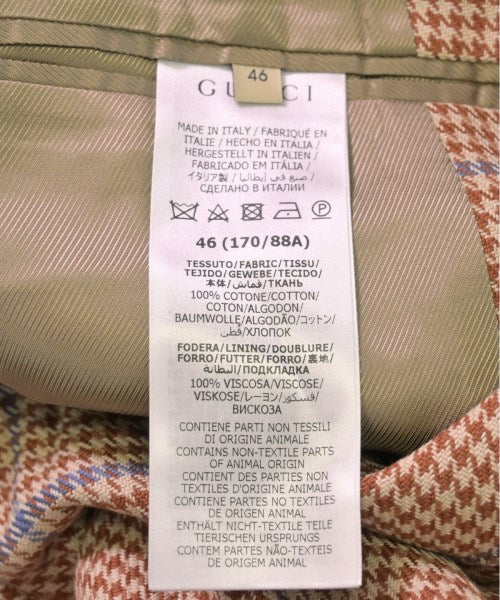 46
GUCCI
MADE IN ITALY / FABRIQUÉ EN
ITALIE / HECHO EN ITALIA /
HERGESTELLT IN ITALIEN /
FABRICADO EM ITÁLIA /
イタリア製 / صنع في إيطاليا /
СДЕЛАНО В ИТАЛИИ
P
46 (170/88A)
TESSUTO/FABRIC/TISSU/
TEJIDO/GEWEBE/TECIDO/
本体/قماش/ТКАНЬ
100% COTONE/COTTON/
COTON/ALGODON/
BAUMWOLLE/ALGODÃO/コットン/
قطن/ХЛОПОК
FODERA/LINING/DOUBLURE/
FORRO/FUTTER/FORRO/裏地/
البطانة/ПОДКЛАДКА
100% VISCOSA/VISCOSE/
VISKOSE/レーヨン/فسكوز/
ВИСКОЗА
CONTIENE PARTI NON TESSILI
DI ORIGINE ANIMALE
CONTAINS NON-TEXTILE PARTS
OF ANIMAL ORIGIN
CONTIENT DES PARTIES NON
TEXTILES D'ORIGINE ANIMALE
CONTIENE PARTES NO TEXTILES
DE ORIGEN ANIMAL
ENTHÄLT NICHT-TEXTILE TEILE
TIERISCHEN URSPRUNGS
CONTEM PARTES NÃO-TEXTEIS
DE ORIGEM ANIMAL